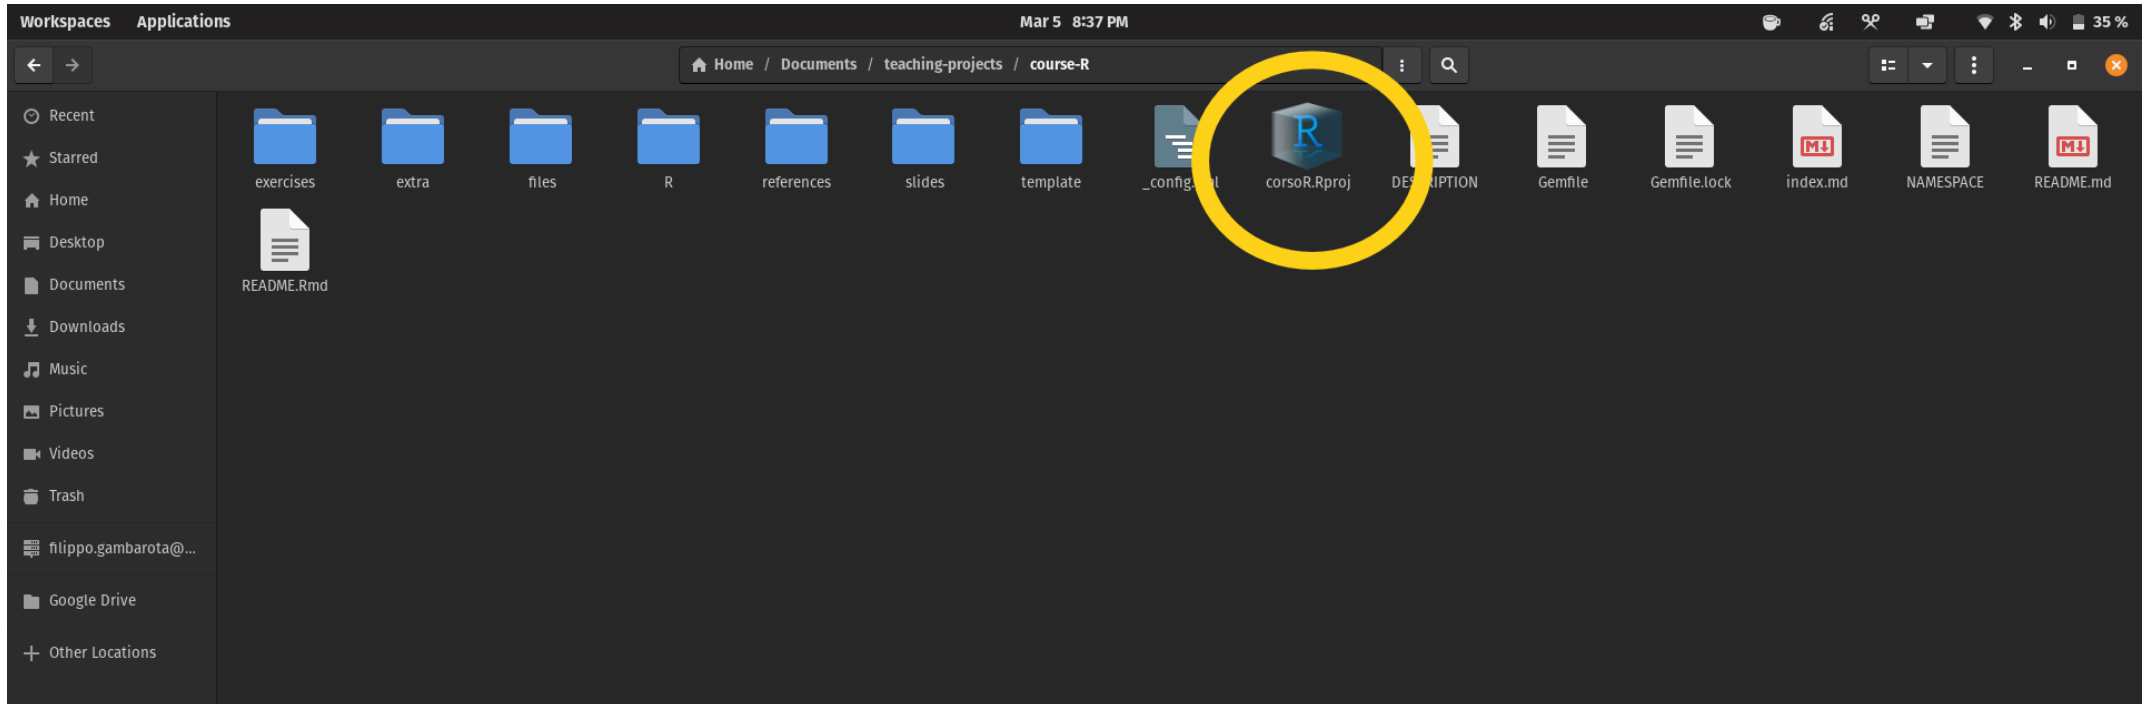 Workspaces Applications Mar 5 8:37 PM 35 %
Home / Documents / teaching-projects / course-R
Recent
Starred
Home
Desktop
Documents
Downloads
Music
Pictures
Videos
Trash
filippo.gambarota@...
Google Drive
Other Locations
exercises extra files R references slides template corsoR.Rproj Gemfile Gemfile.lock index.md NAMESPACE README.md
README.Rmd